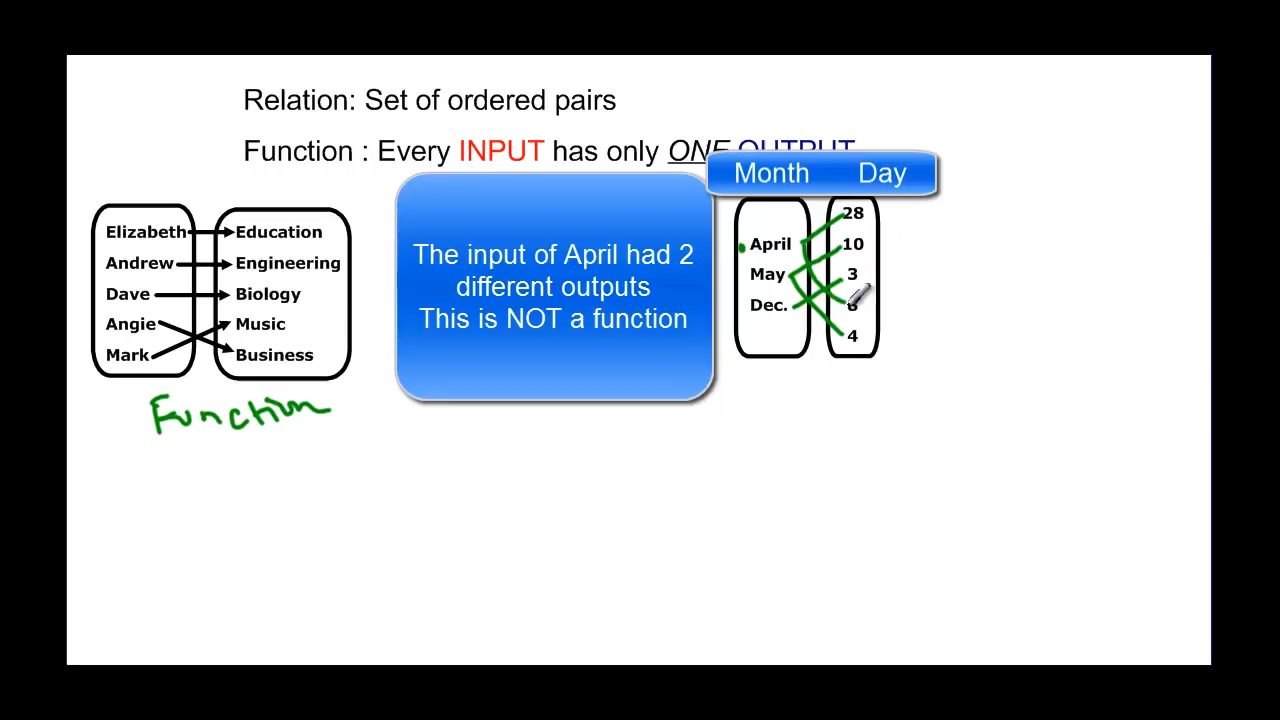 Relation: Set of ordered pairs
Function : Every INPUT has only ONE OUTPUT
Month Day
Elizabeth Education
Andrew Engineering
Dave Biology
Angie Music
Mark Business
Function
The input of April had 2
different outputs
This is NOT a function
April
May
Dec.
28
10
3
4